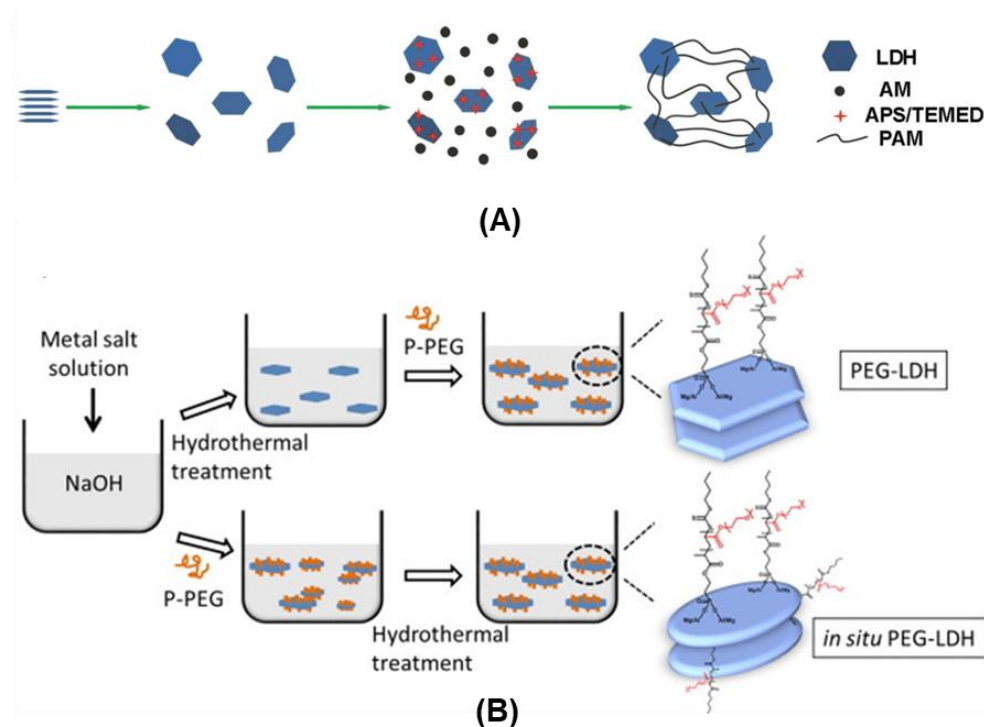 LDH
AM
APS/TEMED
PAM
(A)
Metal salt
solution
NaOH
Hydrothermal
treatment
P-PEG
PEG-LDH
P-PEG
Hydrothermal
treatment
in situ PEG-LDH
(B)